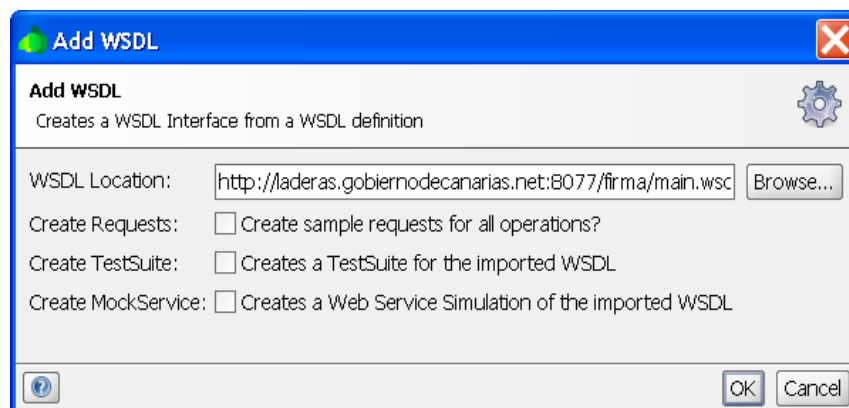 Add WSDL
Add WSDL
Creates a WSDL Interface from a WSDL definition
WSDL Location: http://laderas.gobiernodecanarias.net:8077/firma/main.wsc Browse...
Create Requests: Create sample requests for all operations?
Create TestSuite: Creates a TestSuite for the imported WSDL
Create MockService: Creates a Web Service Simulation of the imported WSDL
OK Cancel